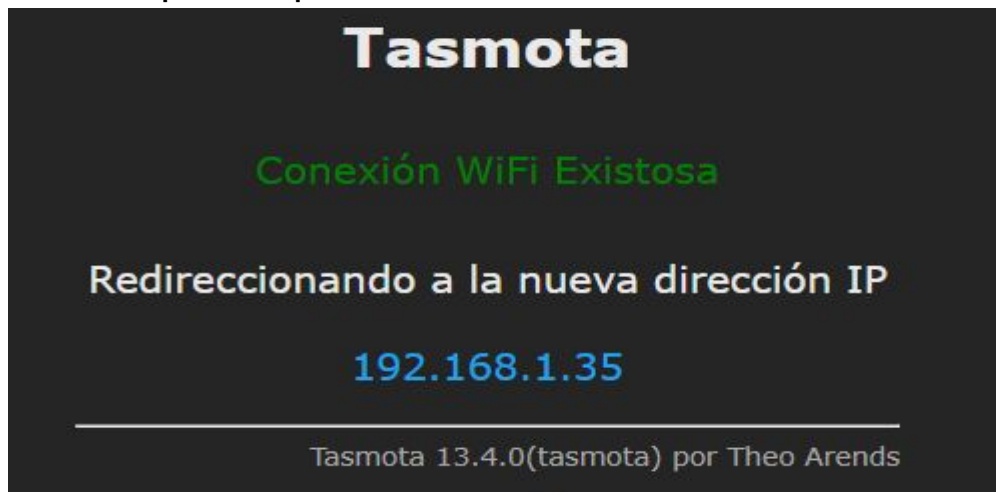 Tasmota
Conexión WiFi Existosa
Redireccionando a la nueva dirección IP
192.168.1.35
Tasmota 13.4.0(tasmota) por Theo Arends